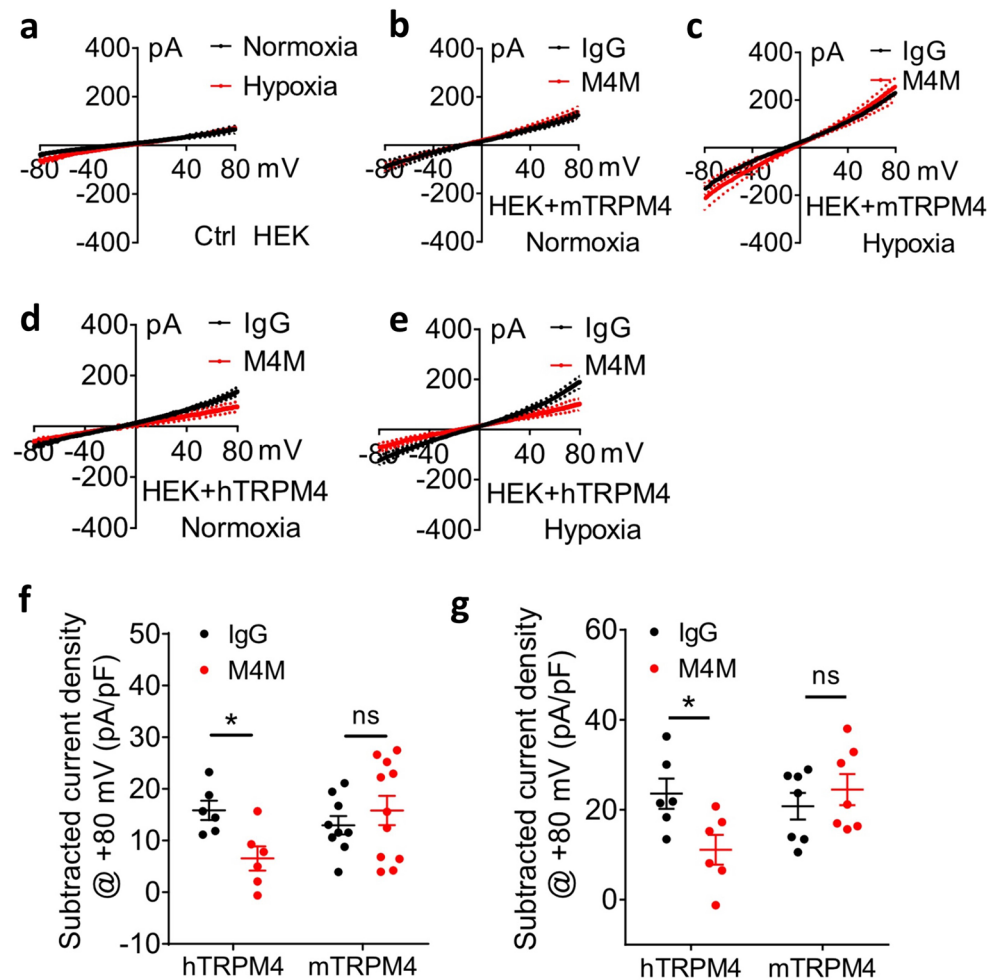 a
400
pA
Normoxia
200
Hypoxia
-80
-40
40
80 mV
-200
-400
Ctrl HEK
b
400
pA
IgG
200
M4M
-80
-40
40
80 mV
-200
HEK+mTRPM4
-400
Normoxia
c
400
pA
IgG
200
M4M
-80
-40
40
80 mV
-200
HEK+mTRPM4
-400
Hypoxia
d
400
pA
IgG
200
M4M
-80
-40
40
80 mV
-200
HEK+hTRPM4
-400
Normoxia
e
400
pA
IgG
200
M4M
-80
-40
40
80 mV
-200
HEK+hTRPM4
-400
Hypoxia
f
Subtracted current density
@ +80 mV (pA/pF)
50
40
30
20
10
0
-10
IgG
M4M
*
ns
hTRPM4
mTRPM4
g
Subtracted current density
@ +80 mV (pA/pF)
60
40
20
0
IgG
M4M
*
ns
hTRPM4
mTRPM4